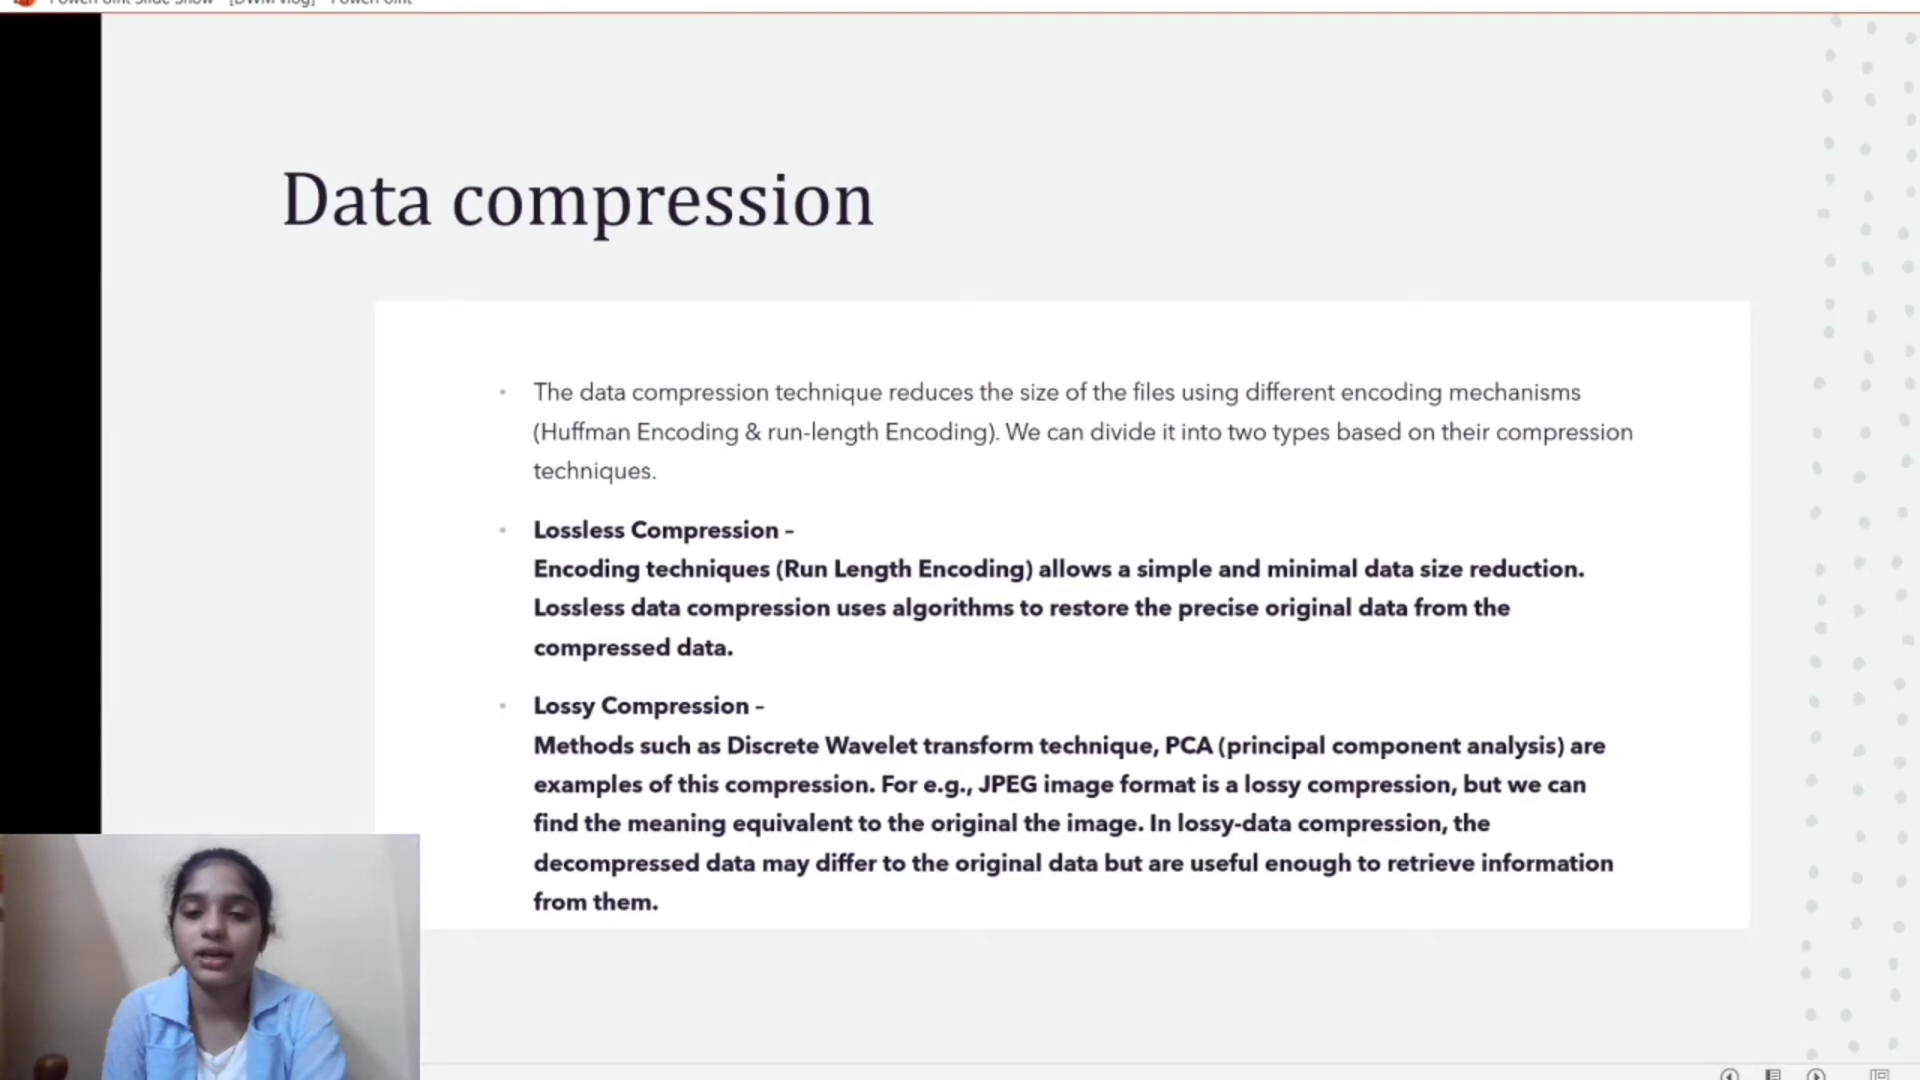 PowerPoint Slide Show - [DWM vlog] - PowerPoint
Data compression
• The data compression technique reduces the size of the files using different encoding mechanisms
(Huffman Encoding & run-length Encoding). We can divide it into two types based on their compression
techniques.
• Lossless Compression –
Encoding techniques (Run Length Encoding) allows a simple and minimal data size reduction.
Lossless data compression uses algorithms to restore the precise original data from the
compressed data.
• Lossy Compression –
Methods such as Discrete Wavelet transform technique, PCA (principal component analysis) are
examples of this compression. For e.g., JPEG image format is a lossy compression, but we can
find the meaning equivalent to the original the image. In lossy-data compression, the
decompressed data may differ to the original data but are useful enough to retrieve information
from them.